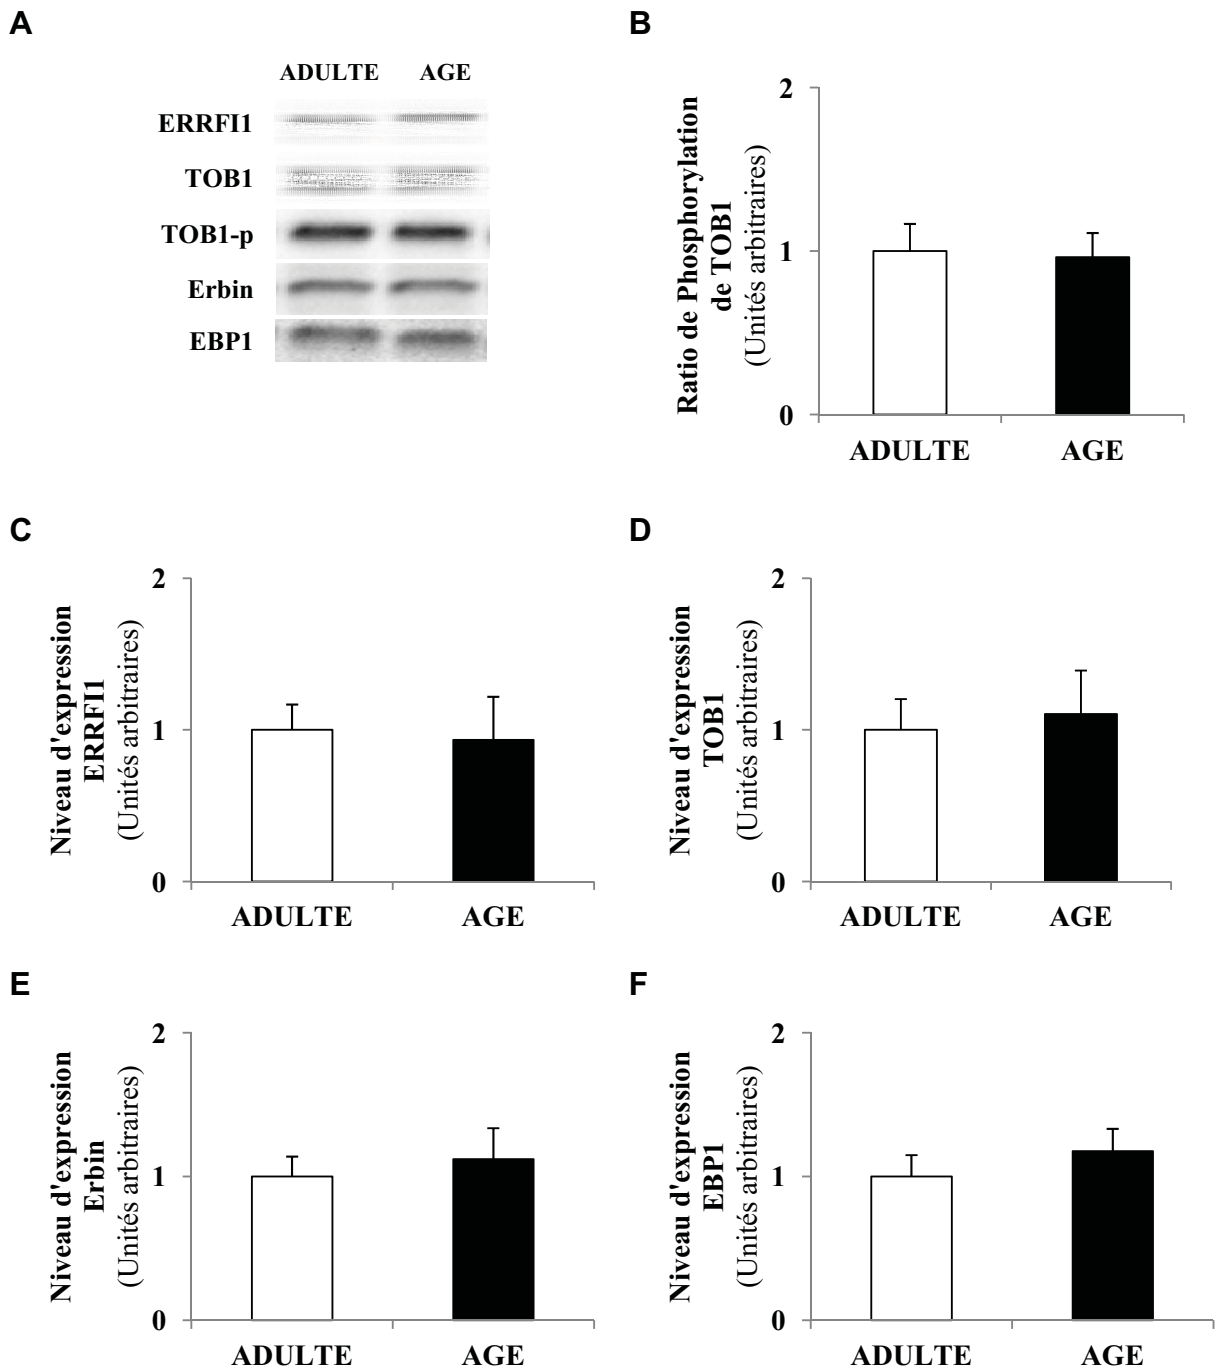 A
ADULTE AGE
ERRFI1
TOB1
TOB1-p
Erbin
EBP1
B
Ratio de Phosphorylation
de TOB1
(Unités arbitraires)
2
1
0
ADULTE AGE
C
Niveau d'expression
ERRFI1
(Unités arbitraires)
2
1
0
ADULTE AGE
D
Niveau d'expression
TOB1
(Unités arbitraires)
2
1
0
ADULTE AGE
E
Niveau d'expression
Erbin
(Unités arbitraires)
2
1
0
ADULTE AGE
F
Niveau d'expression
EBP1
(Unités arbitraires)
2
1
0
ADULTE AGE